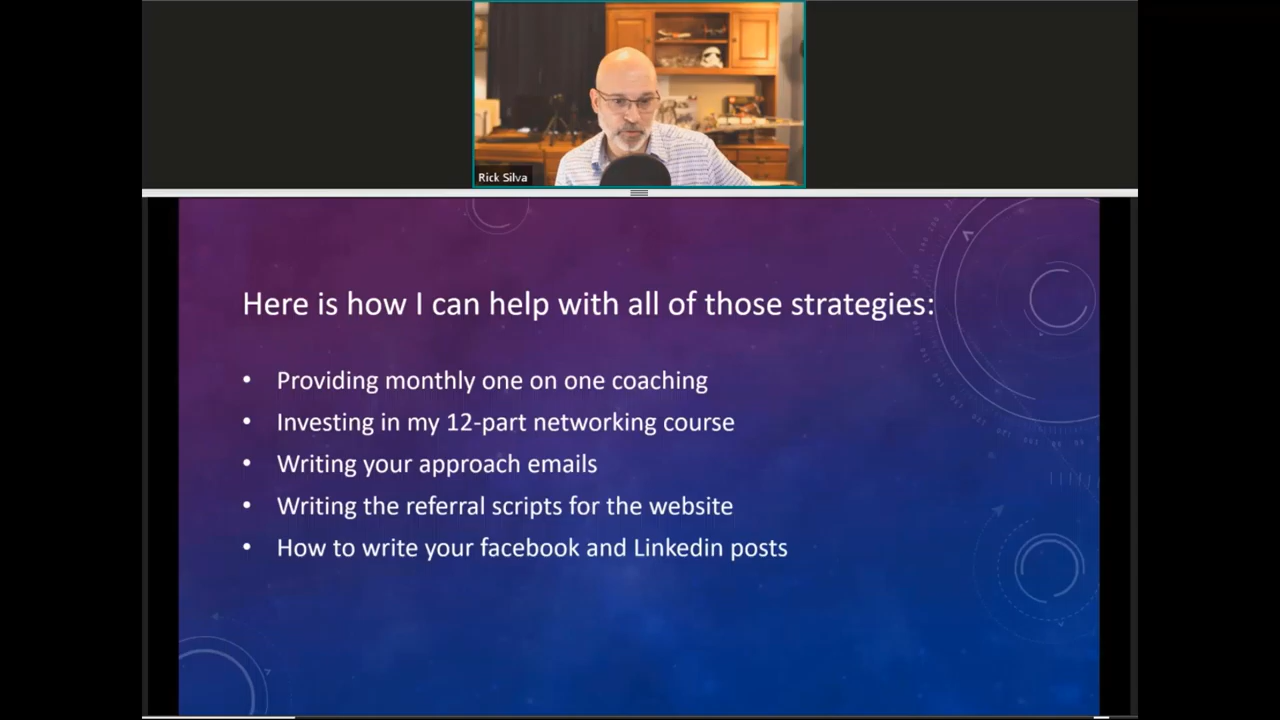 Rick Silva
Here is how I can help with all of those strategies:
• Providing monthly one on one coaching
• Investing in my 12-part networking course
• Writing your approach emails
• Writing the referral scripts for the website
• How to write your facebook and Linkedin posts